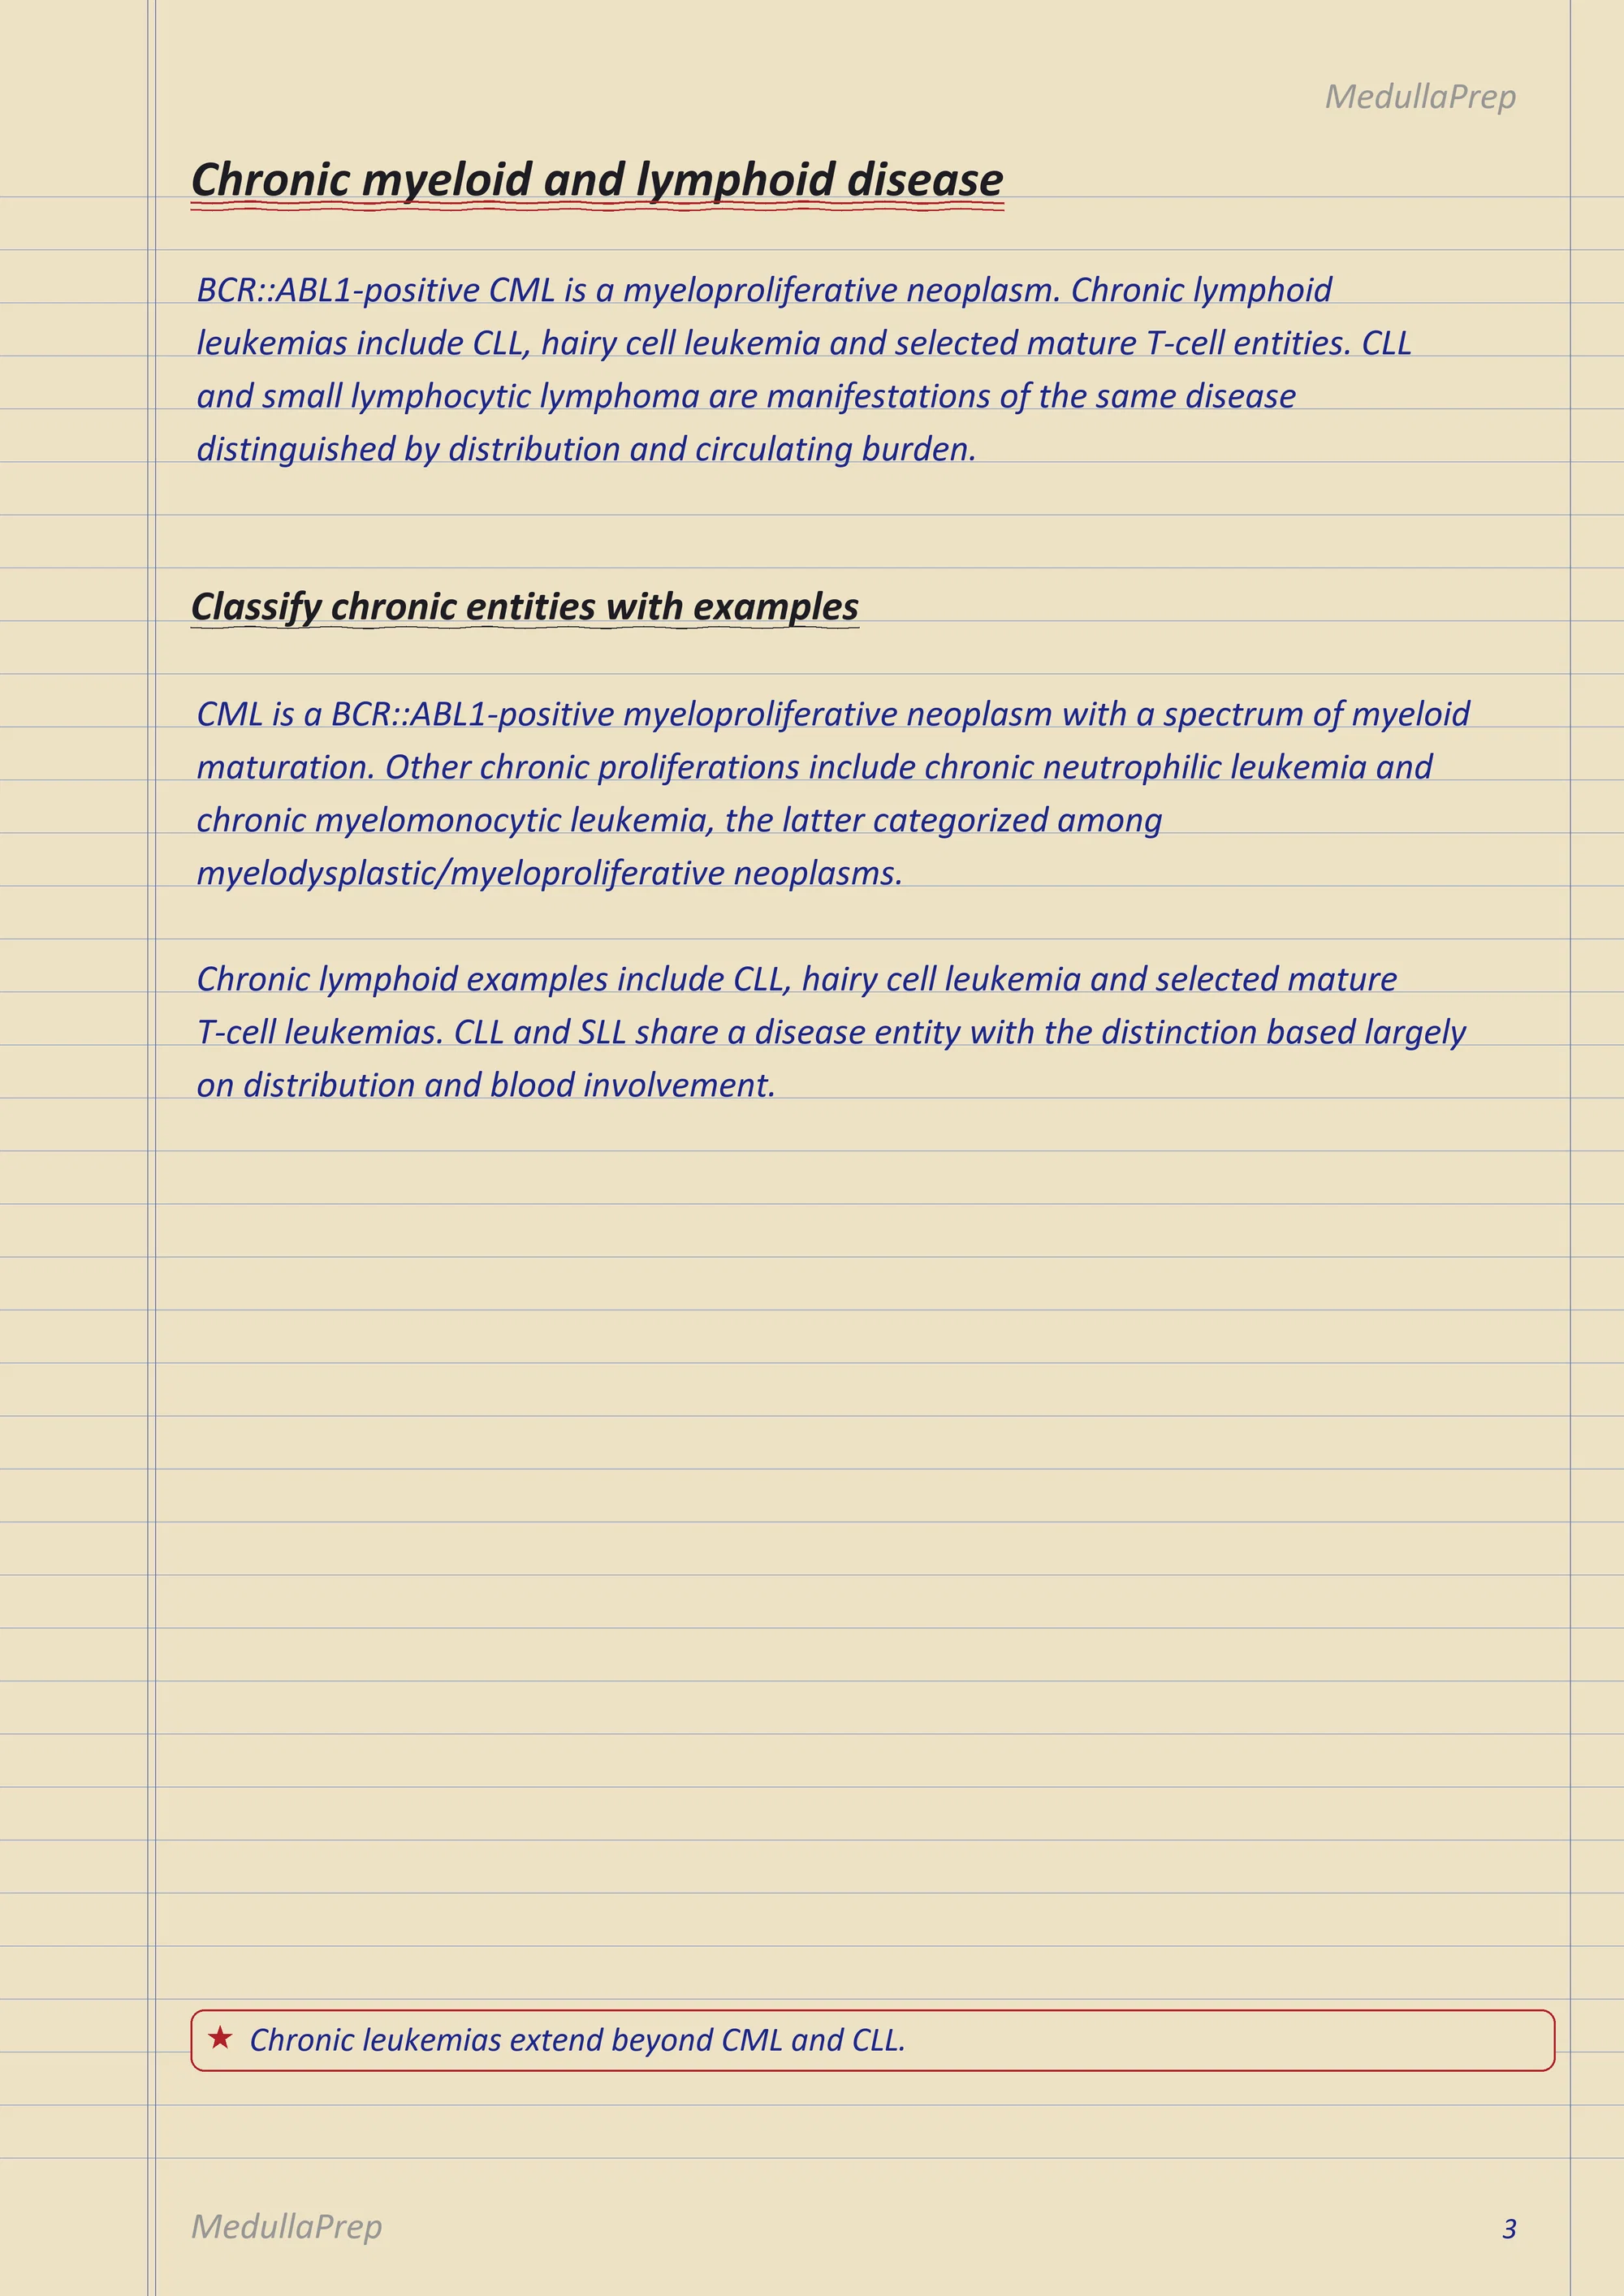 MedullaPrep
Chronic myeloid and lymphoid disease
BCR::ABL1-positive CML is a myeloproliferative neoplasm. Chronic lymphoid
leukemias include CLL, hairy cell leukemia and selected mature T-cell entities. CLL
and small lymphocytic lymphoma are manifestations of the same disease
distinguished by distribution and circulating burden.
Classify chronic entities with examples
CML is a BCR::ABL1-positive myeloproliferative neoplasm with a spectrum of myeloid
maturation. Other chronic proliferations include chronic neutrophilic leukemia and
chronic myelomonocytic leukemia, the latter categorized among
myelodysplastic/myeloproliferative neoplasms.
Chronic lymphoid examples include CLL, hairy cell leukemia and selected mature
T-cell leukemias. CLL and SLL share a disease entity with the distinction based largely
on distribution and blood involvement.
★ Chronic leukemias extend beyond CML and CLL.
MedullaPrep
3